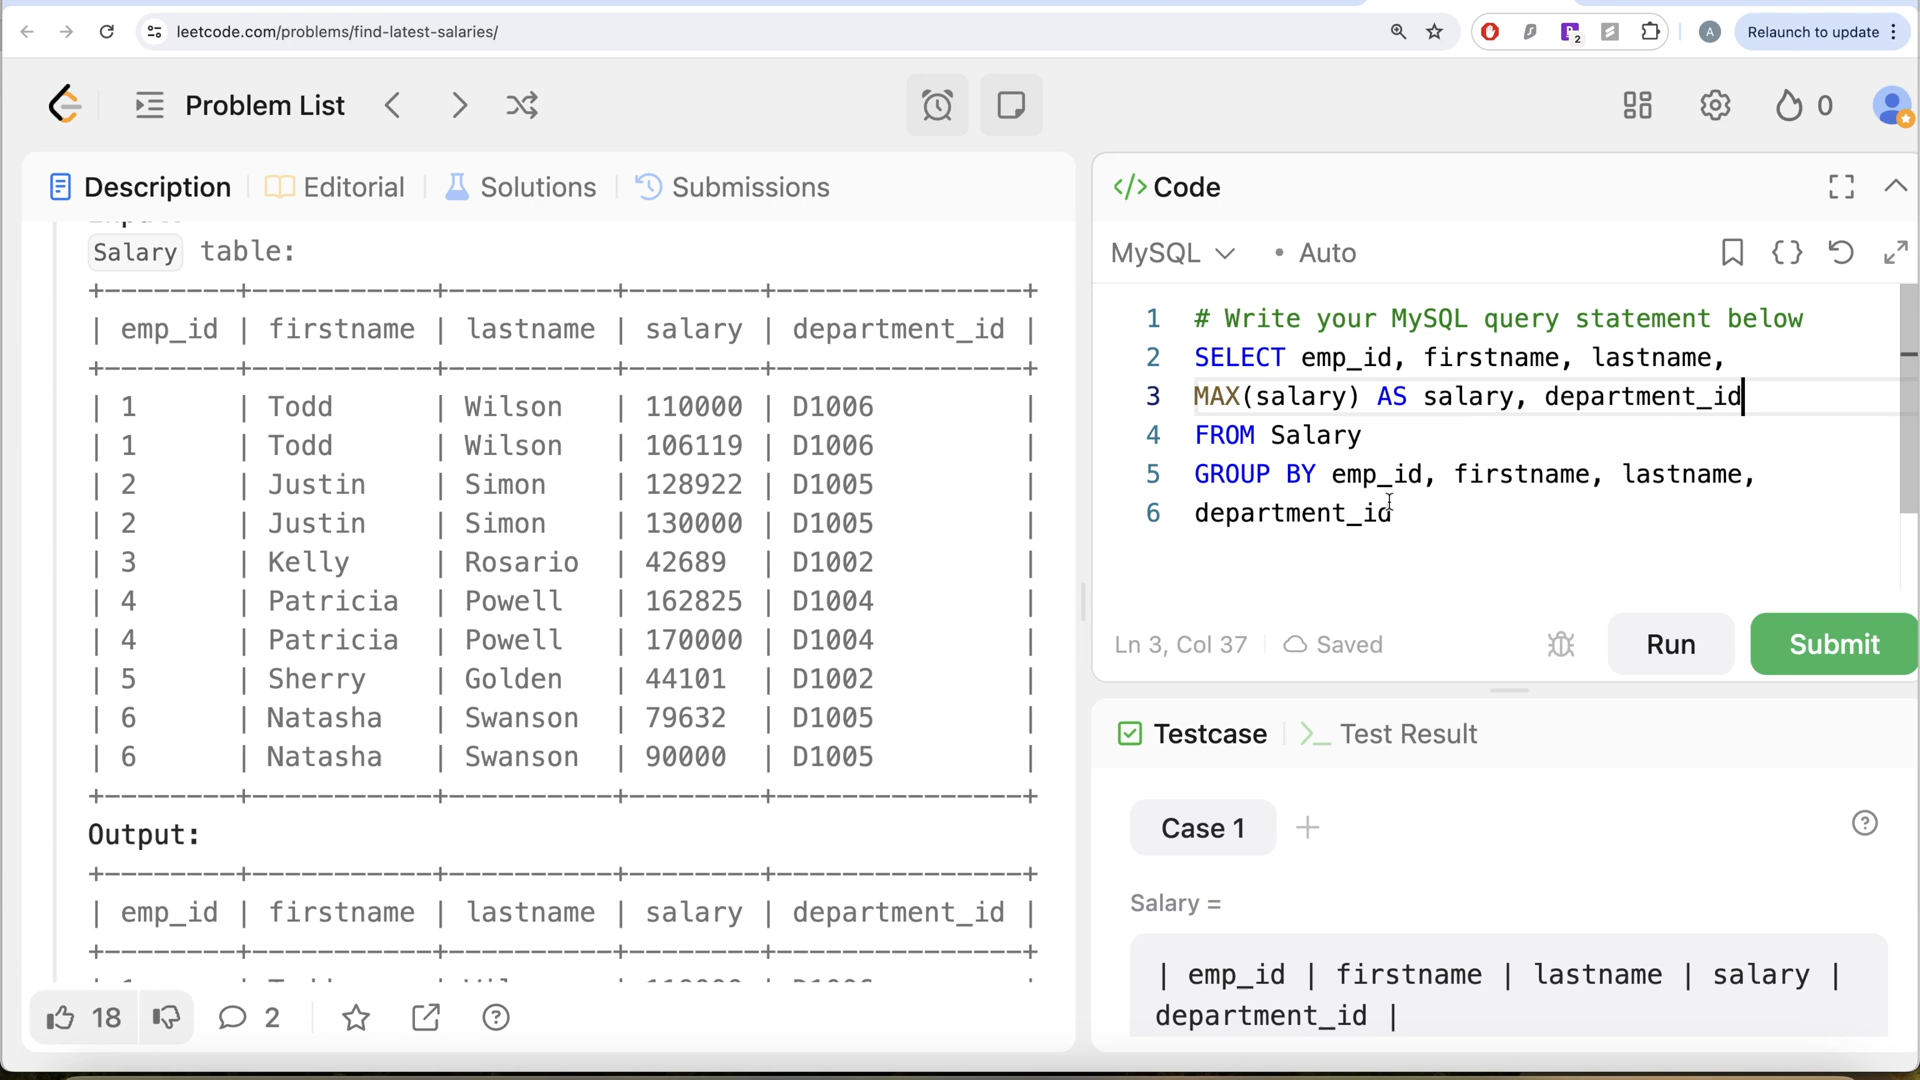 leetcode.com/problems/find-latest-salaries/
2
A
Relaunch to update
Problem List
0
Description
Editorial
Solutions
Submissions
Salary table:
+--------+-----------+----------+--------+---------------+
| emp_id | firstname | lastname | salary | department_id |
+--------+-----------+----------+--------+---------------+
| 1 | Todd | Wilson | 110000 | D1006 |
| 1 | Todd | Wilson | 106119 | D1006 |
| 2 | Justin | Simon | 128922 | D1005 |
| 2 | Justin | Simon | 130000 | D1005 |
| 3 | Kelly | Rosario | 42689 | D1002 |
| 4 | Patricia | Powell | 162825 | D1004 |
| 4 | Patricia | Powell | 170000 | D1004 |
| 5 | Sherry | Golden | 44101 | D1002 |
| 6 | Natasha | Swanson | 79632 | D1005 |
| 6 | Natasha | Swanson | 90000 | D1005 |
+--------+-----------+----------+--------+---------------+
Output:
+--------+-----------+----------+--------+---------------+
| emp_id | firstname | lastname | salary | department_id |
+--------+-----------+----------+--------+---------------+
18
2
</> Code
MySQL
• Auto
1 # Write your MySQL query statement below
2 SELECT emp_id, firstname, lastname,
3 MAX(salary) AS salary, department_id
4 FROM Salary
5 GROUP BY emp_id, firstname, lastname,
6 department_id
Ln 3, Col 37
Saved
Run
Submit
Testcase
Test Result
Case 1
Salary =
| emp_id | firstname | lastname | salary |
department_id |